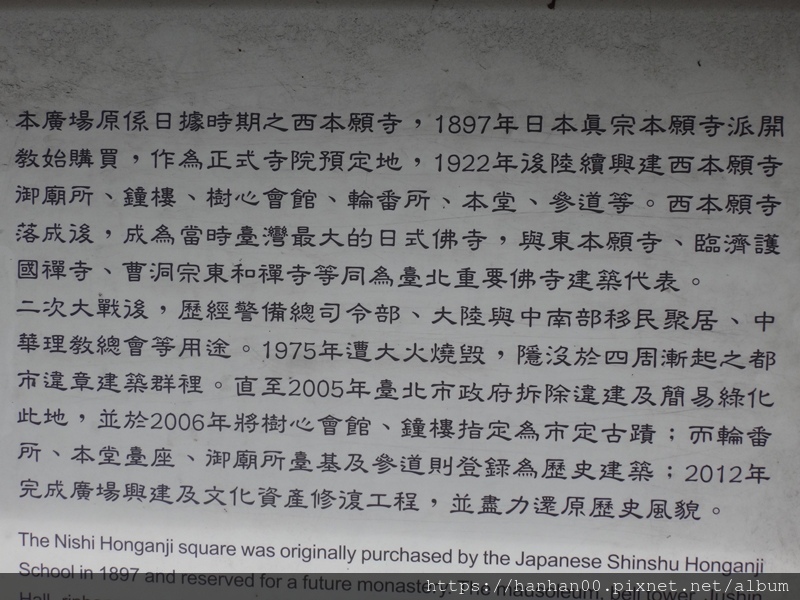 本廣場原係日據時期之西本願寺，1897年日本真宗本願寺派開
教始購買，作為正式寺院預定地，1922年後陸續興建西本願寺
御廟所、鐘樓、樹心會館、輪番所、本堂、參道等。西本願寺
落成後，成為當時臺灣最大的日式佛寺，與東本願寺、臨濟護
國禪寺、曹洞宗東和禪寺等同為臺北重要佛寺建築代表。
二次大戰後，歷經警備總司令部、大陸與中南部移民聚居、中
華理教總會等用途。1975年遭大火燒毀，隱沒於四周漸起之都
市違章建築群裡。直至2005年臺北市政府拆除違建及簡易綠化
此地，並於2006年將樹心會館、鐘樓指定為市定古蹟；而輪番
所、本堂臺座、御廟所臺基及參道則登錄為歷史建築；2012年
完成廣場興建及文化資產修復工程，並盡力還原歷史風貌。
The Nishi Honganji square was originally purchased by the Japanese Shinshu Honganji
School in 1897 and reserved for a future monastery. The mausoleum, bell tower, Jushin
https://hanhan00.pixnet.net/album